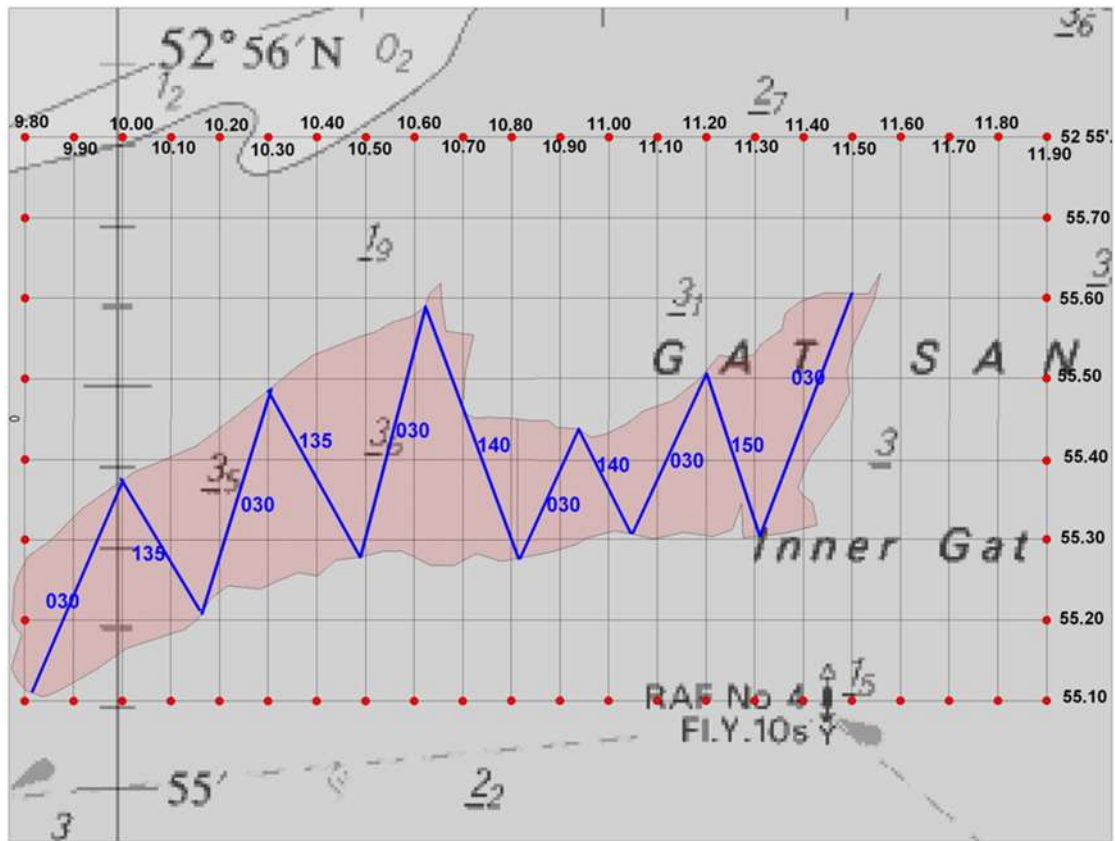 3₆
52°56′N 0₂
1₂
2₇
9.80 10.00 10.20 10.40 10.60 10.80 11.00 11.20 11.40 11.60 11.80 52 55'.
9.90 10.10 10.30 10.50 10.70 10.90 11.10 11.30 11.50 11.70 11.90
55.70
1₉
3
3₁ 55.60
GAT SAN
030 55.50
0
135 3 030 140 030 150 3 55.40
3₅ 140
030 030
135 Inner Gat 55.30
030 55.20
1₅
RAF No 4 55.10
Fl.Y.10s Y
55′ 2₂
3